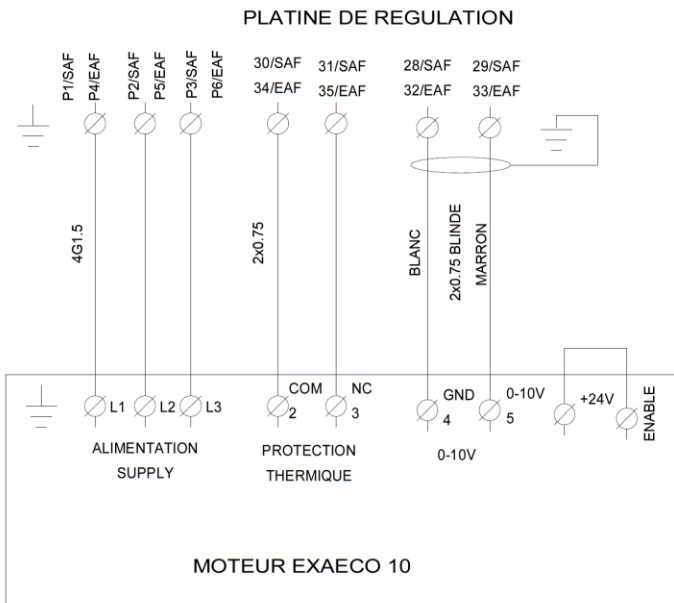 PLATINE DE REGULATION
P1/SAF
P4/EAF
P2/SAF
P5/EAF
P3/SAF
P6/EAF
30/SAF
34/EAF
31/SAF
35/EAF
28/SAF
32/EAF
29/SAF
33/EAF
4G1.5
2x0.75
BLANC
2x0.75 BLINDE
MARRON
L1
L2
L3
COM
2
NC
3
GND
4
0-10V
5
+24V
ENABLE
ALIMENTATION
SUPPLY
PROTECTION
THERMIQUE
0-10V
MOTEUR EXAECO 10